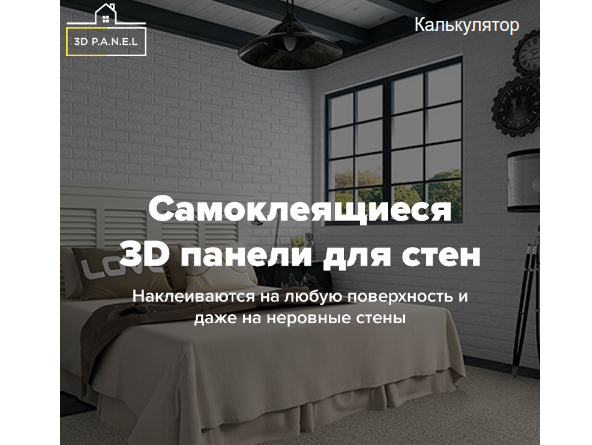 3D P.A.N.E.L
Калькулятор
Самоклеящиеся
3D панели для стен
Наклеиваются на любую поверхность и
даже на неровные стены
LOVE